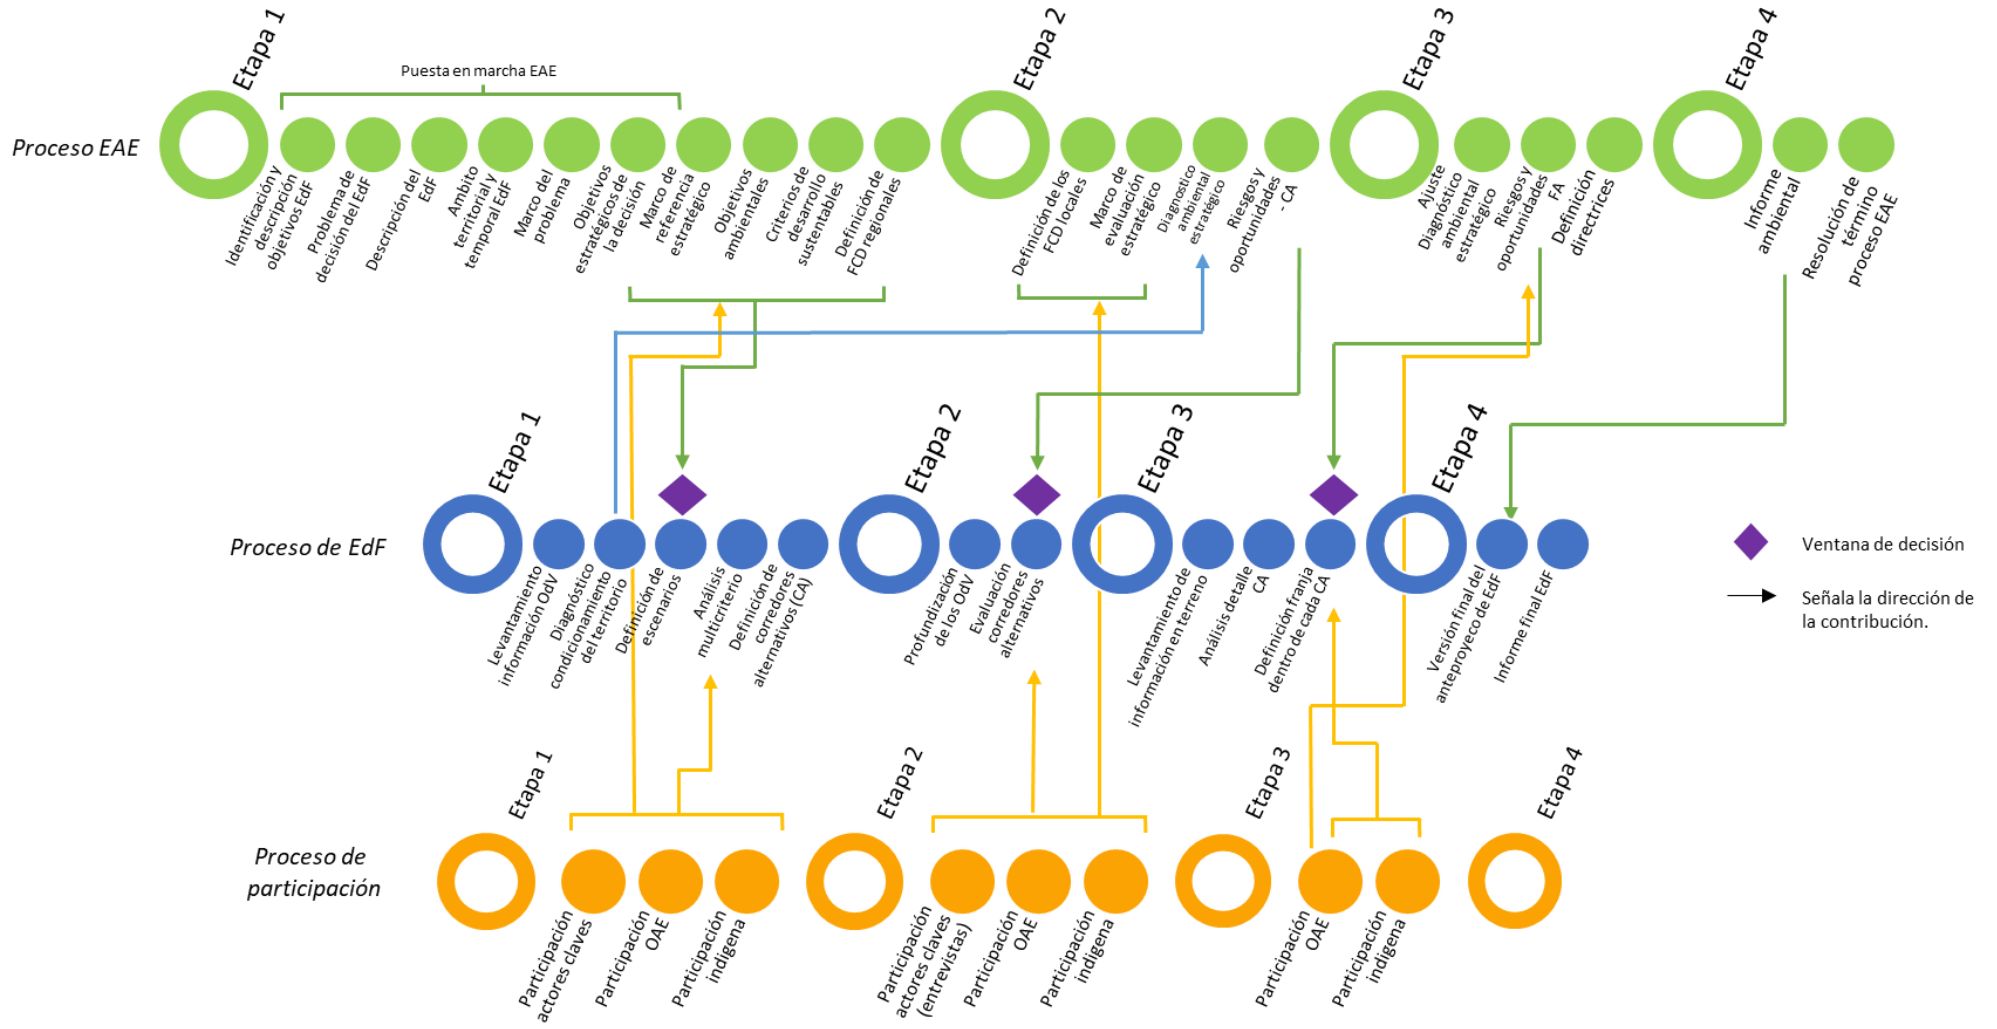 Etapa 1
Etapa 2
Etapa 3
Etapa 4
Puesta en marcha EAE
Proceso EAE
Identificación y
descripción
objetivos EdF
Problema de
decisión del EdF
Descripción del
EdF
Ambito
territorial y
temporal EdF
Marco del
problema
Objetivos
estratégicos de
la decisión
Marco de
referencia
estratégico
Objetivos
ambientales
Criterios de
desarrollo
sustentables
Definición de
FCD regionales
Definición de los
FCD locales
Marco de
evaluación
estratégico
Diagnostico
ambiental
estratégico
Riesgos y
oportunidades
- CA
Ajuste
Diagnóstico
ambiental
estratégico
Riesgos y
oportunidades
FA
Definición
directrices
Informe
ambiental
Resolución de
término
proceso EAE
Etapa 1
Etapa 2
Etapa 3
Etapa 4
Proceso de EdF
Levantamiento
información OdV
Diagnóstico
condicionamiento
del territorio
Definición de
escenarios
Análisis
multicriterio
Definición de
corredores
alternativos (CA)
Profundización
de los OdV
Evaluación
corredores
alternativos
Levantamiento de
información en terreno
Análisis detalle
CA
Definición franja
dentro de cada CA
Versión final del
anteproyeco de EdF
Informe final EdF
Ventana de decisión
Señala la dirección de
la contribución.
Etapa 1
Etapa 2
Etapa 3
Etapa 4
Proceso de
participación
Participación
actores claves
Participación
OAE
Participación
indigena
Participación
actores claves
(entrevistas)
Participación
OAE
Participación
indigena
Participación
OAE
Participación
indigena